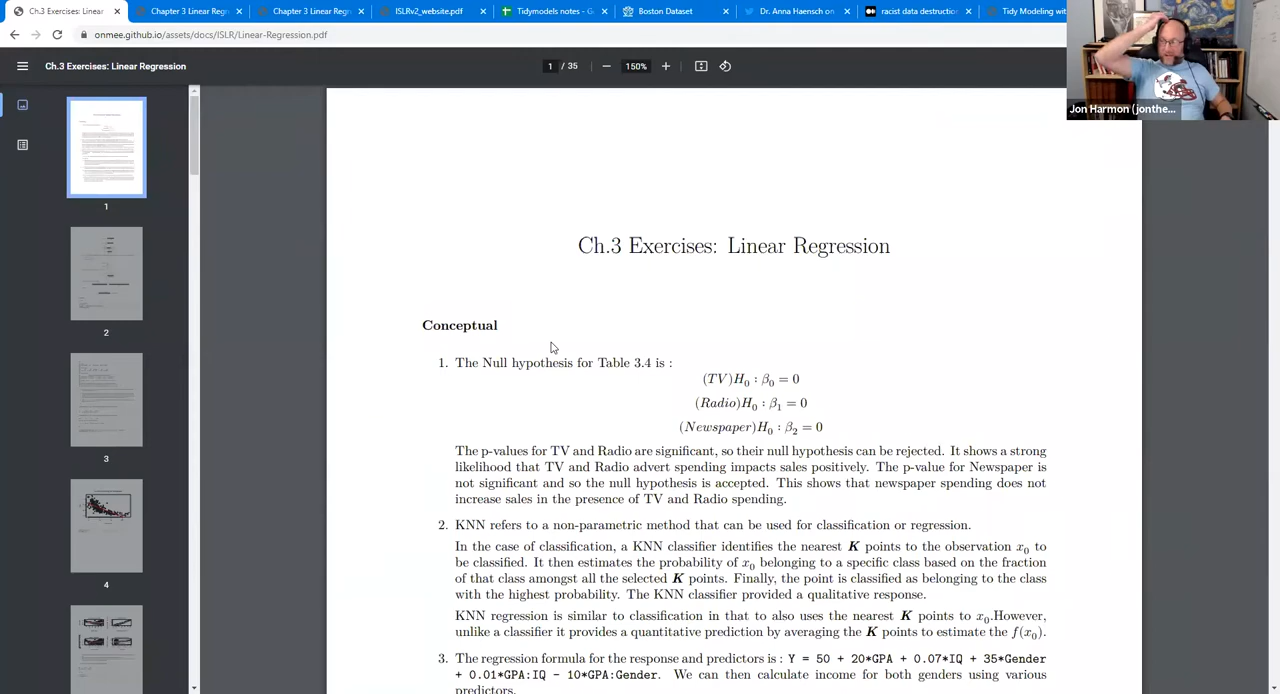 Ch.3 Exercises: Linear
Chapter 3 Linear Regr
Chapter 3 Linear Regr
ISLRv2_website.pdf
Tidymodels notes - G
Boston Dataset
Dr. Anna Haensch on
racist data destruction
Tidy Modeling wit
onmee.github.io/assets/docs/ISLR/Linear-Regression.pdf
Ch.3 Exercises: Linear Regression
1 / 35
150%
Jon Harmon (jonthe...
1
2
3
4
Ch.3 Exercises: Linear Regression
Conceptual
1. The Null hypothesis for Table 3.4 is :
(TV)H₀ : β₀ = 0
(Radio)H₀ : β₁ = 0
(Newspaper)H₀ : β₂ = 0
The p-values for TV and Radio are significant, so their null hypothesis can be rejected. It shows a strong
likelihood that TV and Radio advert spending impacts sales positively. The p-value for Newspaper is
not significant and so the null hypothesis is accepted. This shows that newspaper spending does not
increase sales in the presence of TV and Radio spending.
2. KNN refers to a non-parametric method that can be used for classification or regression.
In the case of classification, a KNN classifier identifies the nearest K points to the observation x₀ to
be classified. It then estimates the probability of x₀ belonging to a specific class based on the fraction
of that class amongst all the selected K points. Finally, the point is classified as belonging to the class
with the highest probability. The KNN classifier provided a qualitative response.
KNN regression is similar to classification in that to also uses the nearest K points to x₀.However,
unlike a classifier it provides a quantitative prediction by averaging the K points to estimate the f(x₀).
3. The regression formula for the response and predictors is : Y = 50 + 20*GPA + 0.07*IQ + 35*Gender
+ 0.01*GPA:IQ - 10*GPA:Gender. We can then calculate income for both genders using various
predictors.